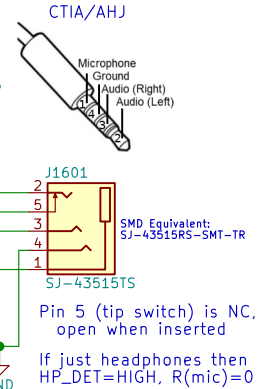 CTIA/AHJ
Microphone
Ground
Audio (Right)
Audio (Left)
1
4
3
2
J1601
2
5
3
4
1
SMD Equivalent:
SJ-43515RS-SMT-TR
SJ-43515TS
Pin 5 (tip switch) is NC,
open when inserted
If just headphones then
HP_DET=HIGH, R(mic)=0
ND